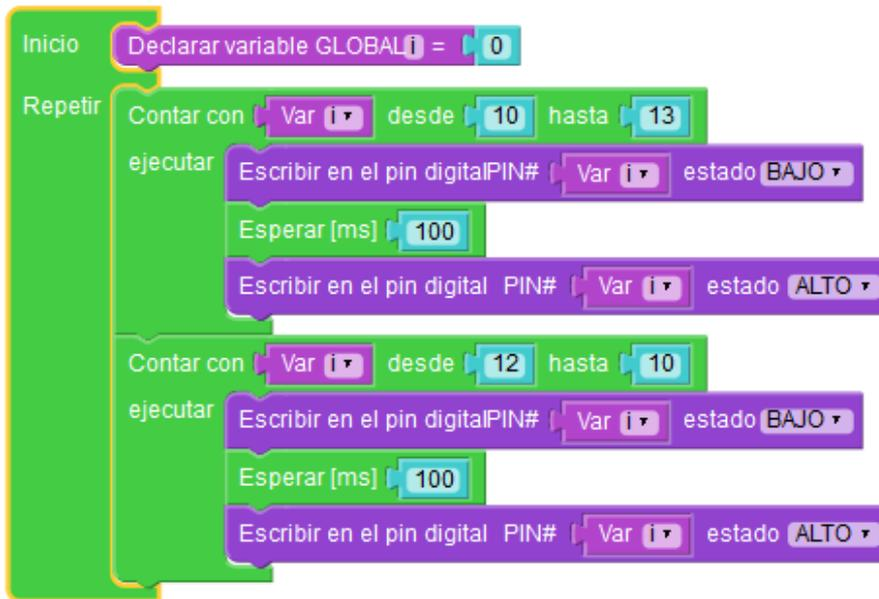 Inicio Declarar variable GLOBAL i = 0
Repetir Contar con Var i desde 10 hasta 13
ejecutar Escribir en el pin digitalPIN# Var i estado BAJO
Esperar [ms] 100
Escribir en el pin digital PIN# Var i estado ALTO
Contar con Var i desde 12 hasta 10
ejecutar Escribir en el pin digitalPIN# Var i estado BAJO
Esperar [ms] 100
Escribir en el pin digital PIN# Var i estado ALTO